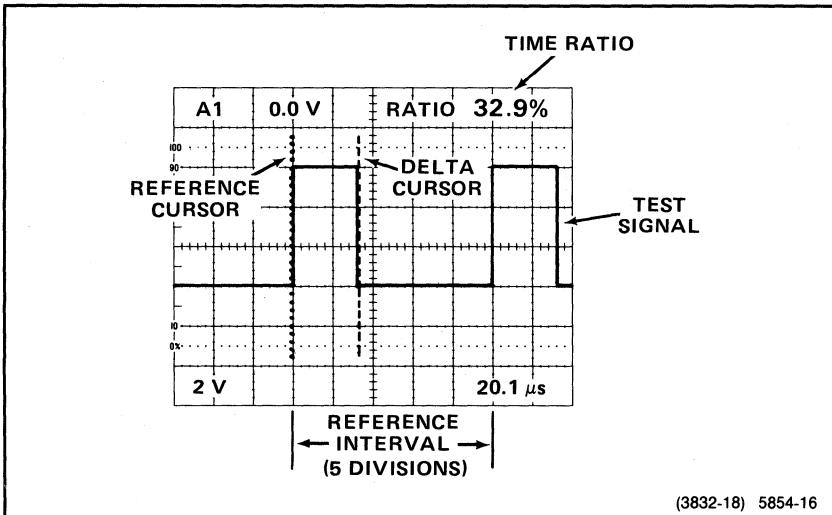 TIME RATIO
A1 0.0 V RATIO 32.9%
100
90
REFERENCE
CURSOR
DELTA
CURSOR
TEST
SIGNAL
10
0%
2 V 20.1 μs
REFERENCE
INTERVAL
(5 DIVISIONS)
(3832-18) 5854-16